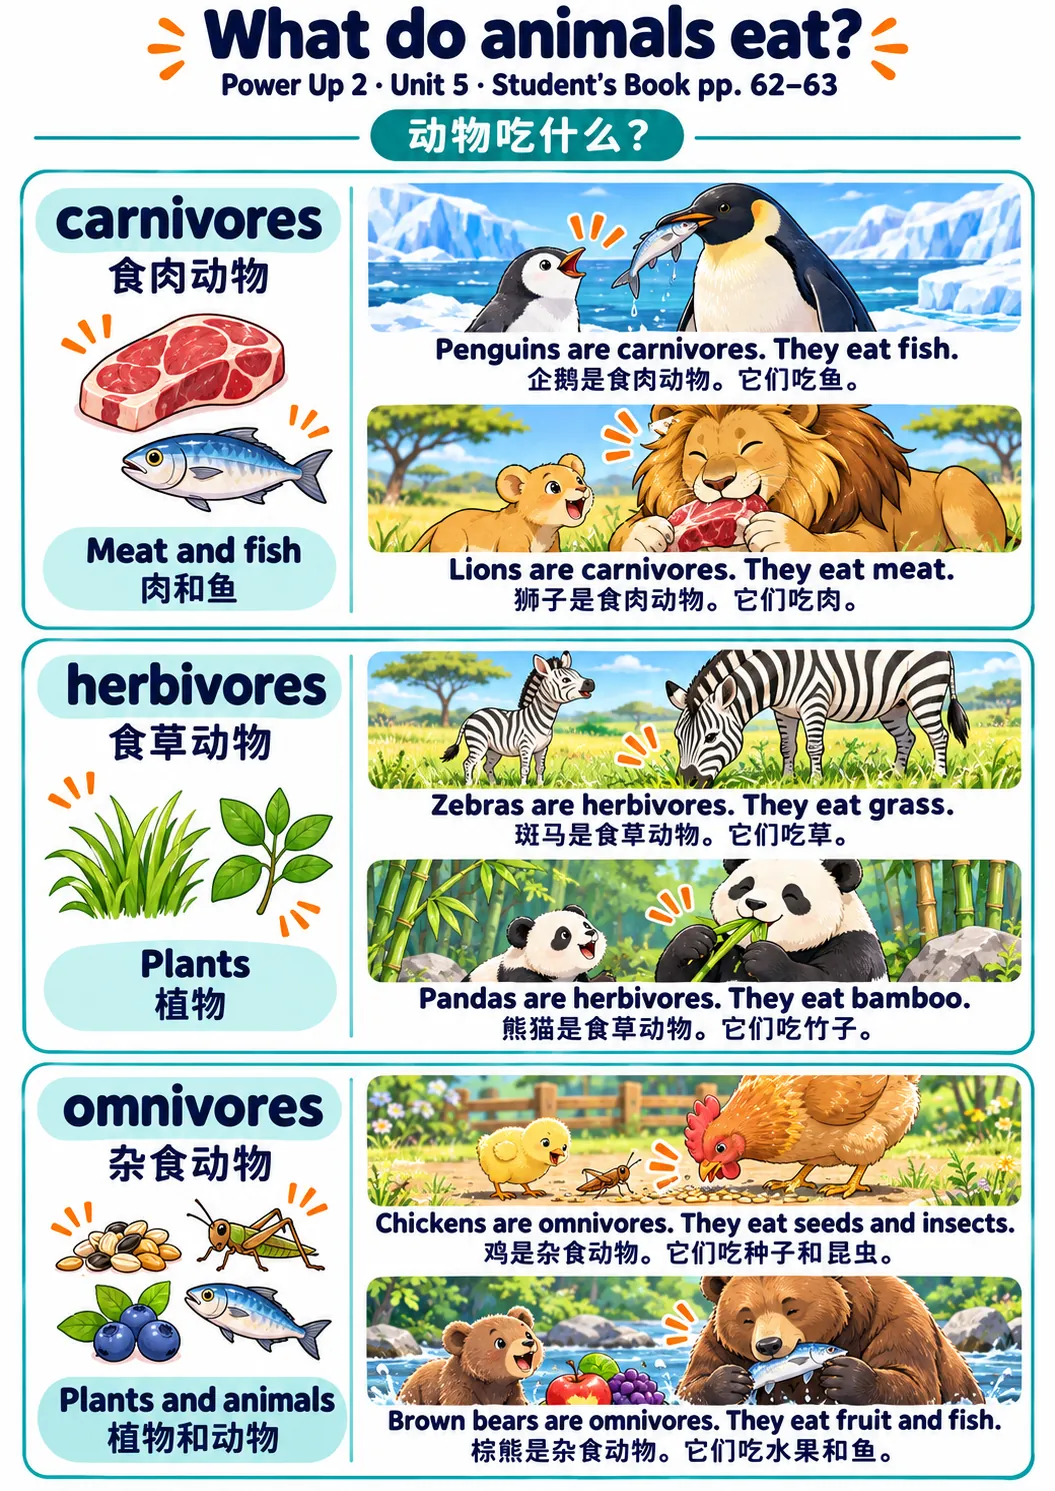 What do animals eat?
Power Up 2 · Unit 5 · Student's Book pp. 62–63
动物吃什么？
carnivores
食肉动物
Meat and fish
肉和鱼
Penguins are carnivores. They eat fish.
企鹅是食肉动物。它们吃鱼。
Lions are carnivores. They eat meat.
狮子是食肉动物。它们吃肉。
herbivores
食草动物
Plants
植物
Zebras are herbivores. They eat grass.
斑马是食草动物。它们吃草。
Pandas are herbivores. They eat bamboo.
熊猫是食草动物。它们吃竹子。
omnivores
杂食动物
Plants and animals
植物和动物
Chickens are omnivores. They eat seeds and insects.
鸡是杂食动物。它们吃种子和昆虫。
Brown bears are omnivores. They eat fruit and fish.
棕熊是杂食动物。它们吃水果和鱼。